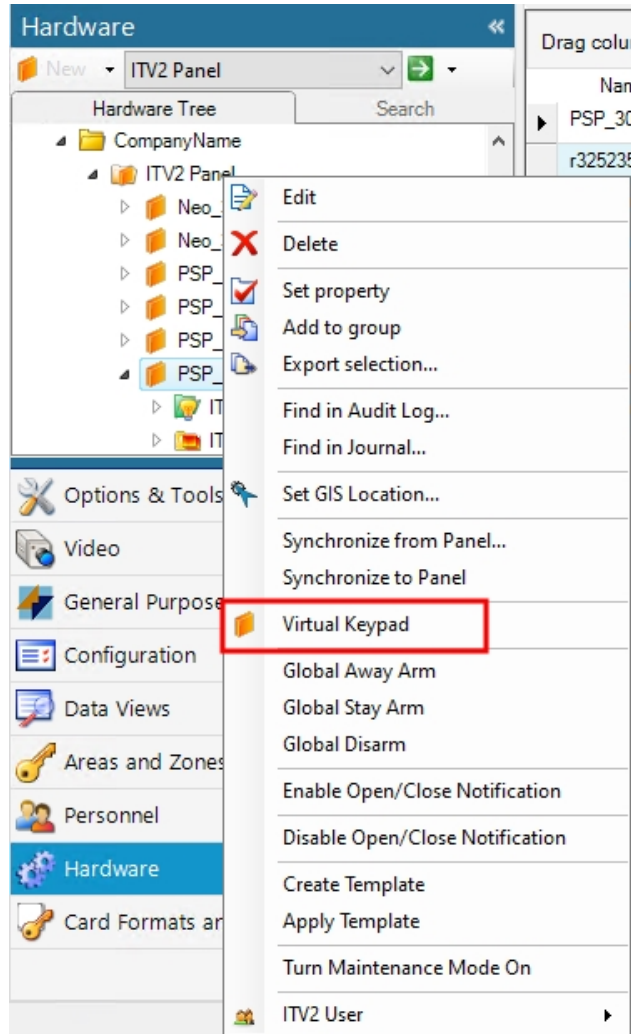 Hardware
Drag colu
New
ITV2 Panel
Nam
Hardware Tree
Search
PSP_30
CompanyName
r325235
ITV2 Panel
Neo_
Neo_
PSP_
PSP_
PSP_
PSP_
IT
IT
Edit
Delete
Set property
Add to group
Export selection...
Find in Audit Log...
Find in Journal...
Set GIS Location...
Synchronize from Panel...
Synchronize to Panel
Virtual Keypad
Global Away Arm
Global Stay Arm
Global Disarm
Enable Open/Close Notification
Disable Open/Close Notification
Create Template
Apply Template
Turn Maintenance Mode On
ITV2 User
Options & Tools
Video
General Purpose
Configuration
Data Views
Areas and Zones
Personnel
Hardware
Card Formats an